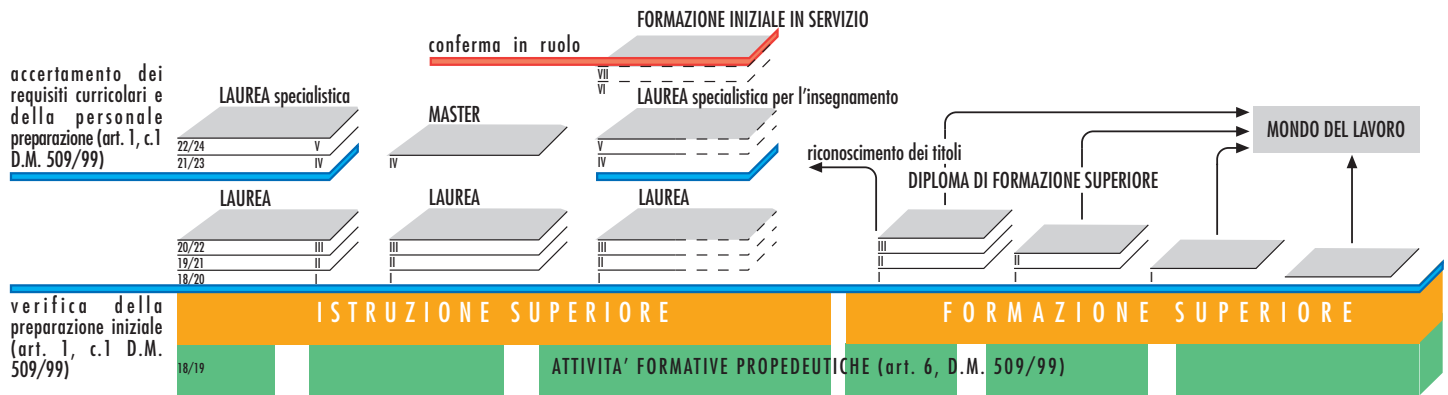 FORMAZIONE INIZIALE IN SERVIZIO
conferma in ruolo
VII
VI
accertamento dei
requisiti curricolari e
della personale
preparazione (art. 1, c.1
D.M. 509/99)
LAUREA specialistica
22/24 V
21/23 IV
MASTER
IV
LAUREA specialistica per l'insegnamento
V
IV
riconoscimento dei titoli
MONDO DEL LAVORO
DIPLOMA DI FORMAZIONE SUPERIORE
LAUREA
20/22 III
19/21 II
18/20 I
LAUREA
III
II
I
LAUREA
III
II
I
III
II
I
II
I
I
verifica della
preparazione iniziale
(art. 1, c.1 D.M.
509/99)
ISTRUZIONE SUPERIORE
FORMAZIONE SUPERIORE
18/19
ATTIVITA' FORMATIVE PROPEDEUTICHE (art. 6, D.M. 509/99)